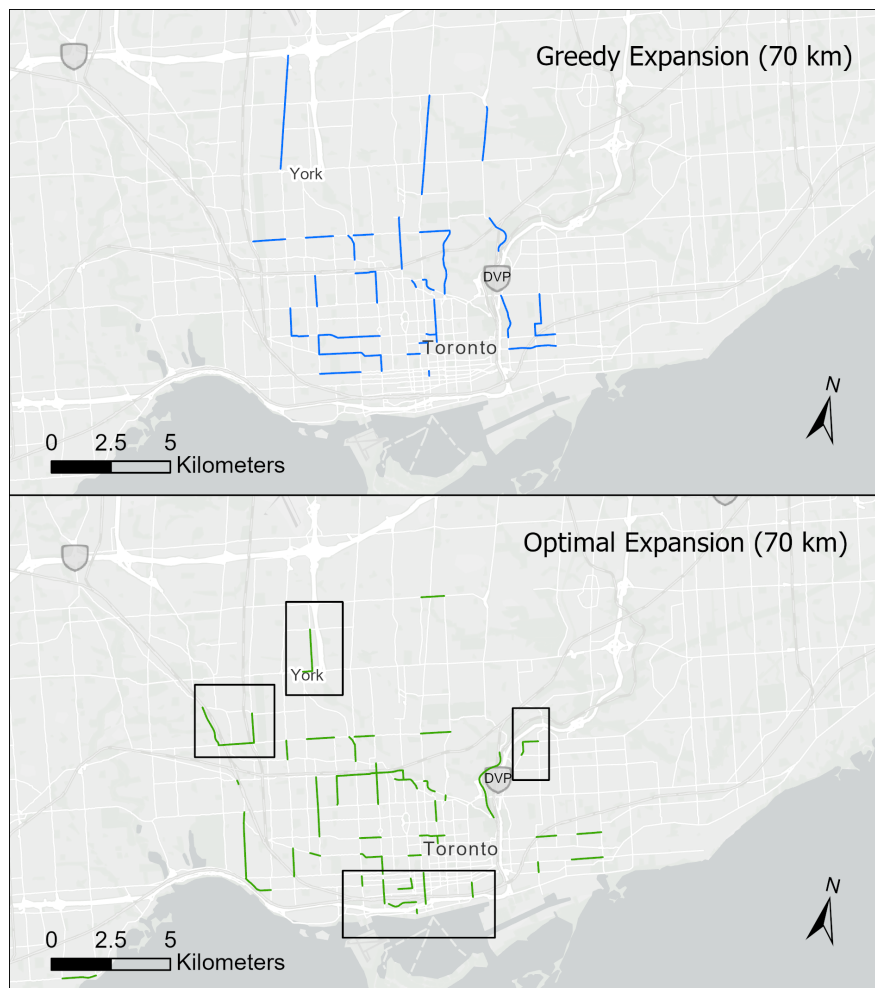 Greedy Expansion (70 km)
York
DVP
Toronto
N
0 2.5 5
Kilometers
Optimal Expansion (70 km)
York
DVP
Toronto
N
0 2.5 5
Kilometers